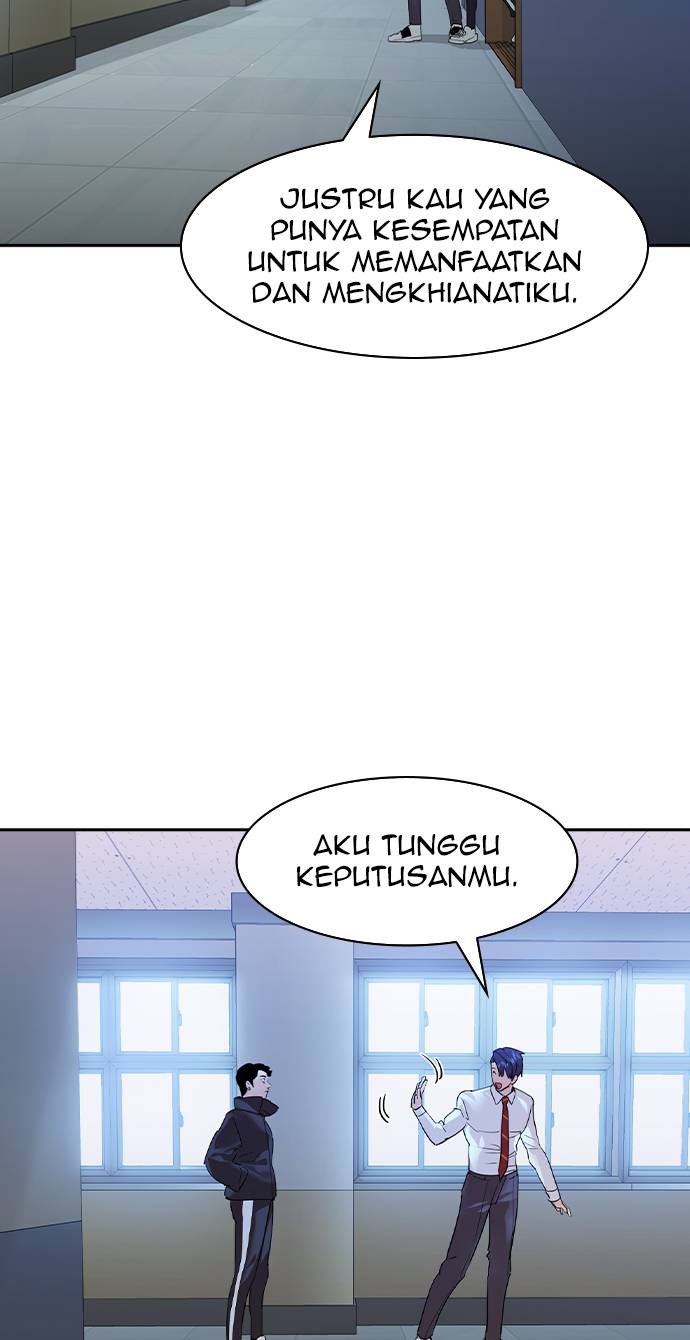 JUSTRU KAU YANG
PUNYA KESEMPATAN
UNTUK MEMANFAATKAN
DAN MENGKHIANATIKU.
AKU TUNGGU
KEPUTUSANMU.